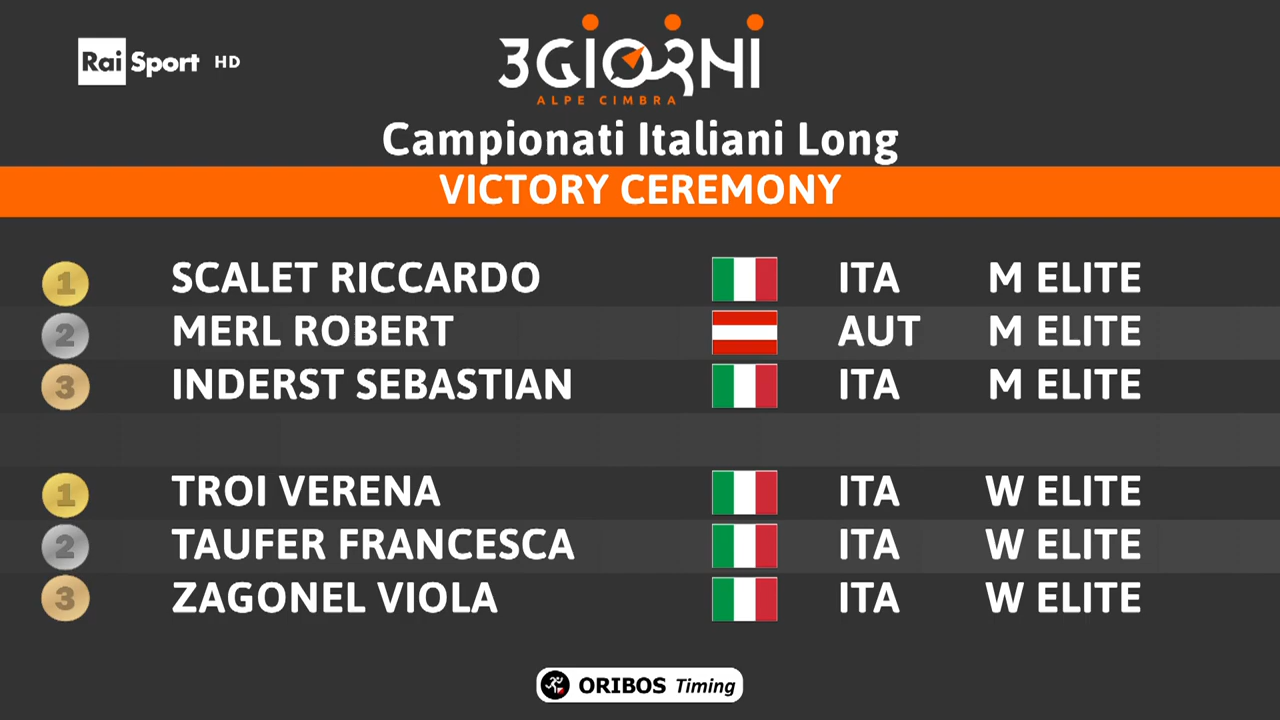 Rai Sport HD
3GIORNI
ALPE CIMBRA
Campionati Italiani Long
VICTORY CEREMONY
1 SCALET RICCARDO ITA M ELITE
2 MERL ROBERT AUT M ELITE
3 INDERST SEBASTIAN ITA M ELITE
1 TROI VERENA ITA W ELITE
2 TAUFER FRANCESCA ITA W ELITE
3 ZAGONEL VIOLA ITA W ELITE
ORIBOS Timing